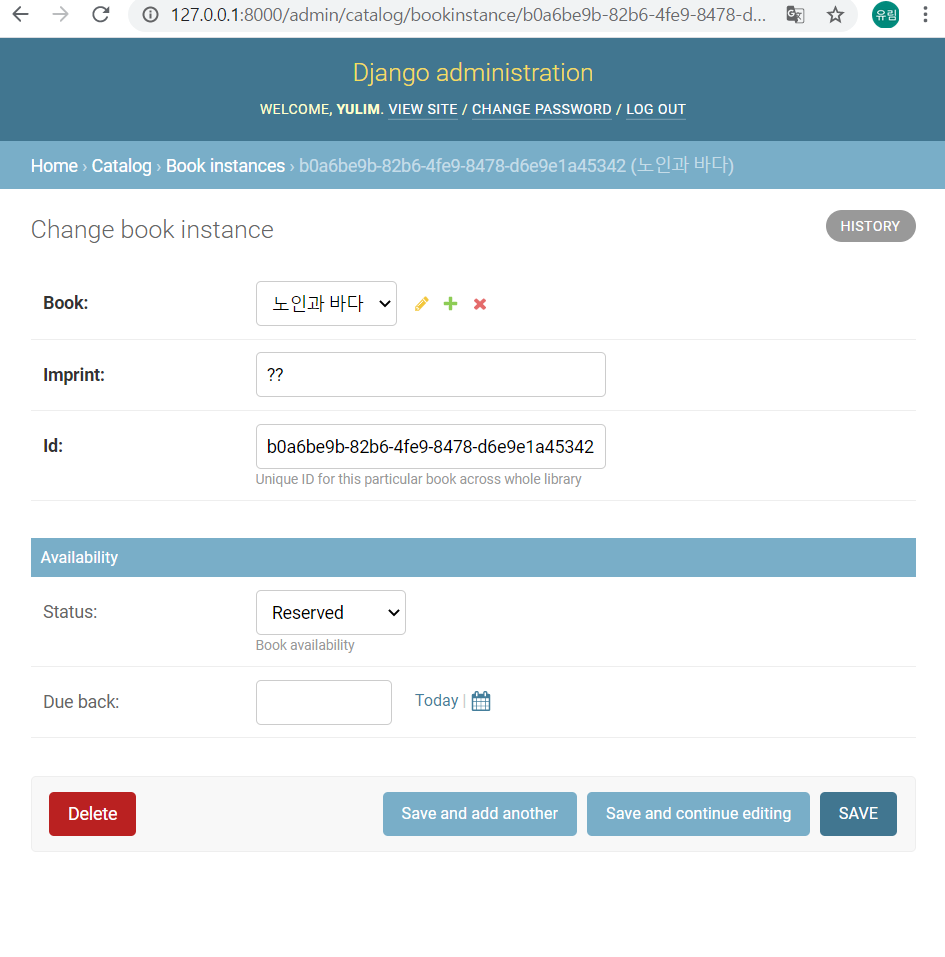 127.0.0.1:8000/admin/catalog/bookinstance/b0a6be9b-82b6-4fe9-8478-d...
유림
Django administration
WELCOME, YULIM. VIEW SITE / CHANGE PASSWORD / LOG OUT
Home › Catalog › Book instances › b0a6be9b-82b6-4fe9-8478-d6e9e1a45342 (노인과 바다)
Change book instance
HISTORY
Book: 노인과 바다
Imprint: ??
Id: b0a6be9b-82b6-4fe9-8478-d6e9e1a45342
Unique ID for this particular book across whole library
Availability
Status: Reserved
Book availability
Due back: Today |
Delete Save and add another Save and continue editing SAVE